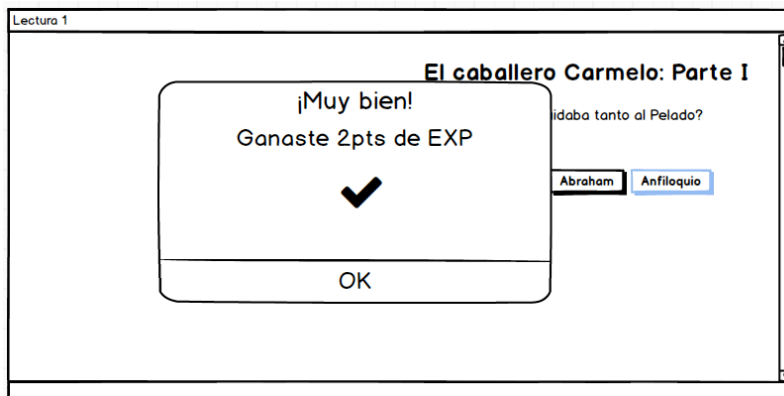 Lectura 1
El caballero Carmelo: Parte I
¡Muy bien!
Ganaste 2pts de EXP
idaba tanto al Pelado?
Abraham
Anfiloquio
OK